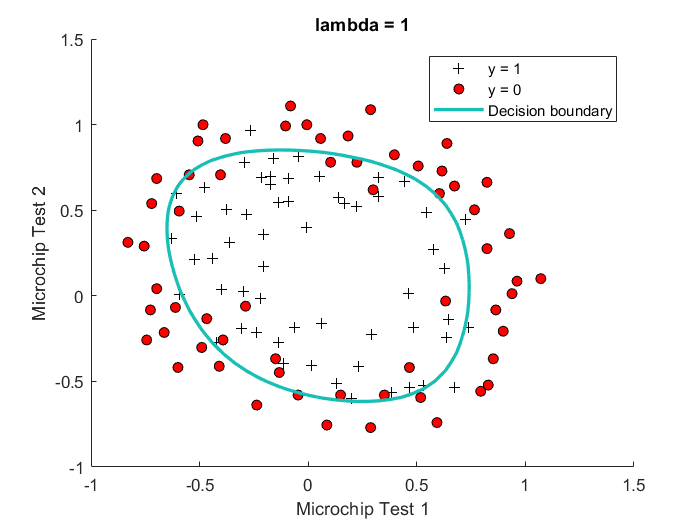 lambda = 1
1.5
y = 1
y = 0
Decision boundary
1
0.5
Microchip Test 2
0
-0.5
-1
-1 -0.5 0 0.5 1 1.5
Microchip Test 1